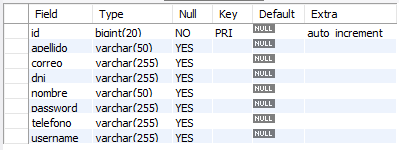 Field Type Null Key Default Extra
id bigint(20) NO PRI NULL auto_increment
apellido varchar(50) YES NULL
correo varchar(255) YES NULL
dni varchar(255) YES NULL
nombre varchar(50) YES NULL
password varchar(255) YES NULL
telefono varchar(255) YES NULL
username varchar(255) YES NULL